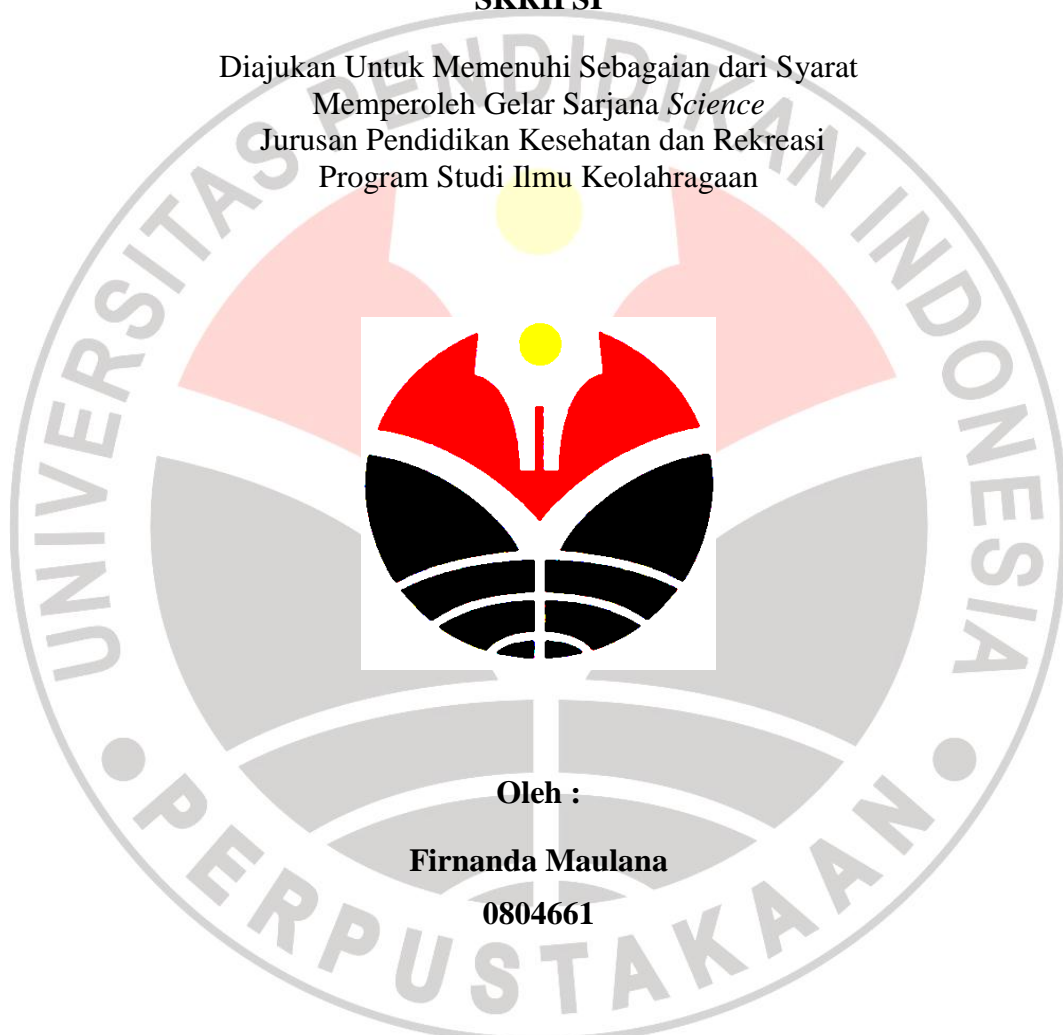 SKRIPSI
Diajukan Untuk Memenuhi Sebagaian dari Syarat
Memperoleh Gelar Sarjana Science
Jurusan Pendidikan Kesehatan dan Rekreasi
Program Studi Ilmu Keolahragaan
UNIVERSITAS PENDIDIKAN INDONESIA
PERPUSTAKAAN
Oleh :
Firnanda Maulana
0804661